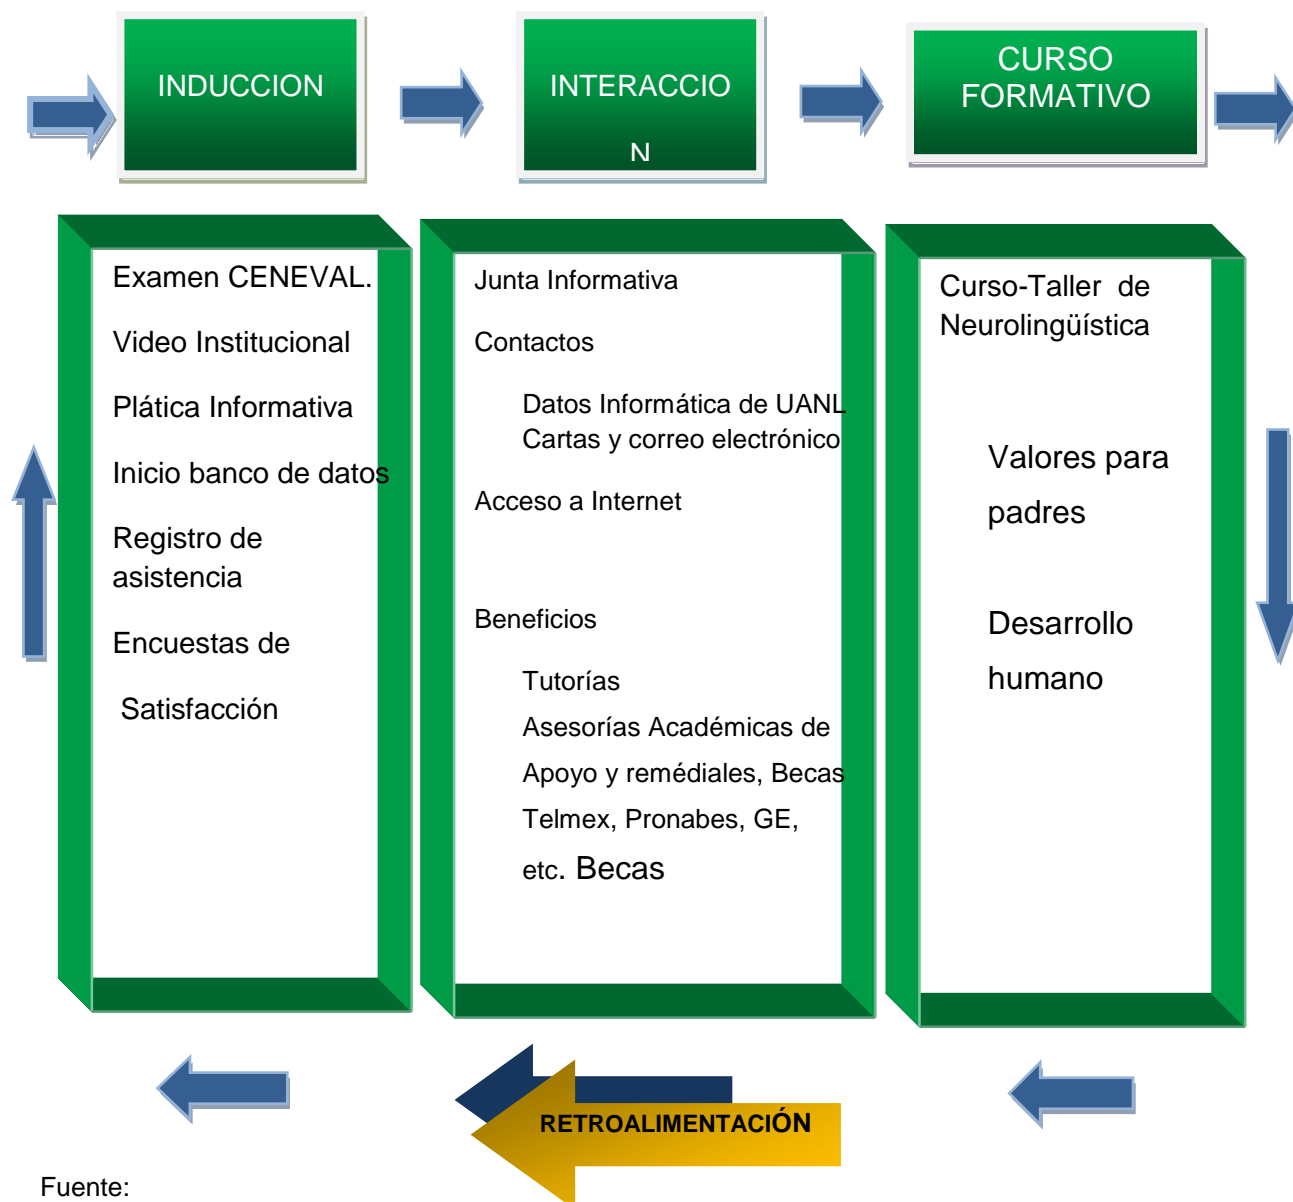 INDUCCION
INTERACCIO
N
CURSO
FORMATIVO
Examen CENEVAL.
Video Institucional
Plática Informativa
Inicio banco de datos
Registro de
asistencia
Encuestas de
Satisfacción
Junta Informativa
Contactos
Datos Informática de UANL
Cartas y correo electrónico
Acceso a Internet
Beneficios
Tutorías
Asesorías Académicas de
Apoyo y remédiales, Becas
Telmex, Pronabes, GE,
etc. Becas
Curso-Taller de
Neurolingüística
Valores para
padres
Desarrollo
humano
RETROALIMENTACIÓN
Fuente: